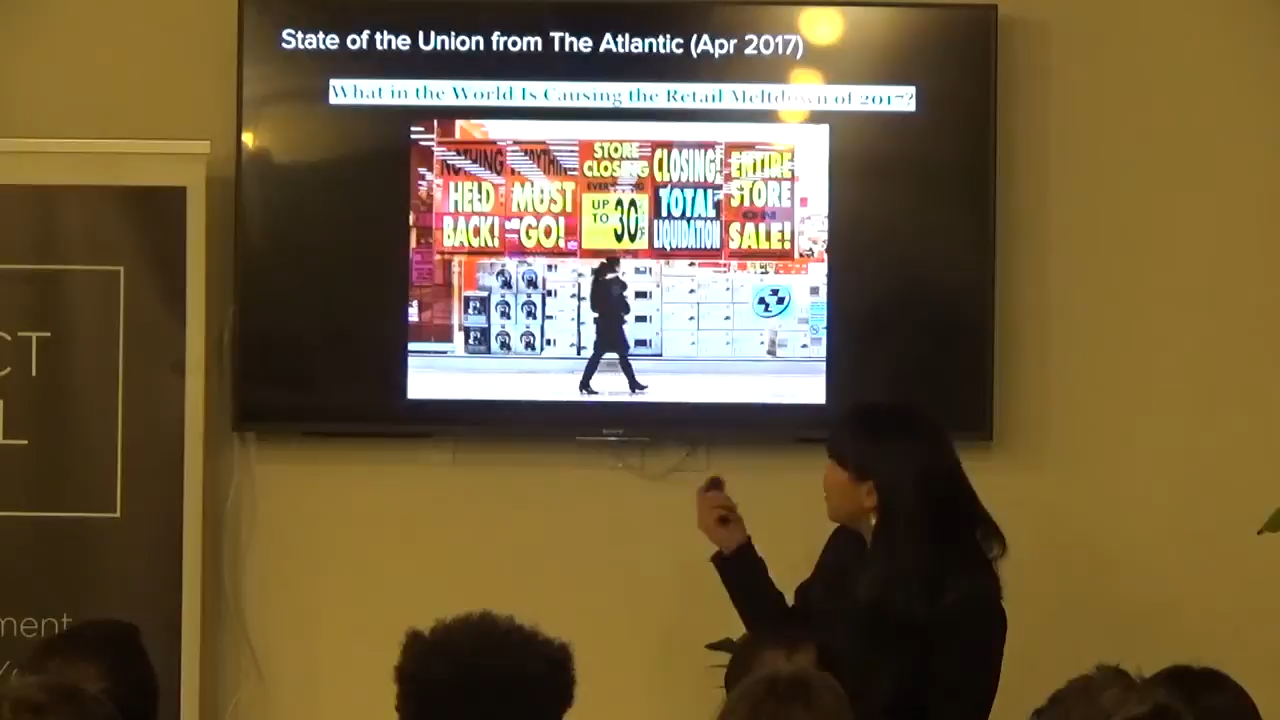 State of the Union from The Atlantic (Apr 2017)
What in the World Is Causing the Retail Meltdown of 2017?
NOTHING
HELD
BACK!
MUST
GO!
STORE
CLOSING
UP
TO 30
CLOSING!
TOTAL
LIQUIDATION
ENTIRE
STORE
ON
SALE!
CT
L
ment
SONY